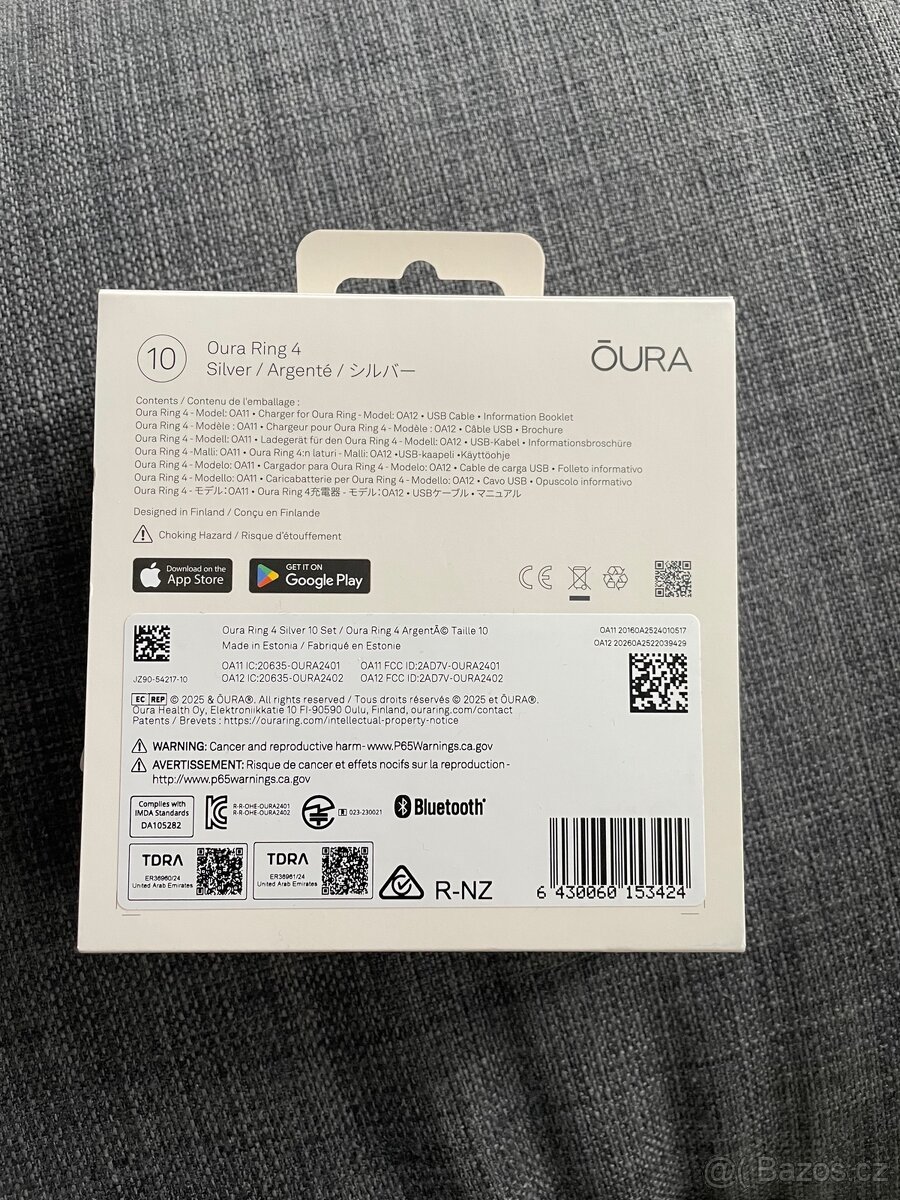 10
Oura Ring 4
Silver / Argenté / シルバー
ŌURA
Contents / Contenu de l'emballage :
Oura Ring 4 - Model: OA11 • Charger for Oura Ring - Model: OA12 • USB Cable • Information Booklet
Oura Ring 4 - Modèle : OA11 • Chargeur pour Oura Ring 4 - Modèle : OA12 • Câble USB • Brochure
Oura Ring 4 - Modell: OA11 • Ladegerät für den Oura Ring 4 - Modell: OA12 • USB-Kabel • Informationsbroschüre
Oura Ring 4 -Malli: OA11 • Oura Ring 4:n laturi - Malli: OA12 •USB-kaapeli •Käyttöohje
Oura Ring 4 - Modelo: OA11 • Cargador para Oura Ring 4 - Modelo: OA12 • Cable de carga USB • Folleto informativo
Oura Ring 4 - Modello: OA11 • Caricabatterie per Oura Ring 4 - Modello: OA12 • Cavo USB • Opuscolo informativo
Oura Ring 4 - モデル：OA11 • Oura Ring 4充電器 - モデル：OA12 • USBケーブル • マニュアル
Designed in Finland / Conçu en Finlande
Choking Hazard / Risque d'étouffement
Download on the
App Store
GET IT ON
Google Play
CE
Oura Ring 4 Silver 10 Set / Oura Ring 4 ArgentÃ© Taille 10
Made in Estonia / Fabriqué en Estonie
OA11 20160A2524010517
OA12 20260A2522039429
OA11 IC:20635-OURA2401 OA11 FCC ID:2AD7V-OURA2401
OA12 IC:20635-OURA2402 OA12 FCC ID:2AD7V-OURA2402
JZ90-54217-10
EC REP © 2025 & ŌURA®. All rights reserved / Tous droits réservés © 2025 et ŌURA®.
Oura Health Oy, Elektroniikkatie 10 FI-90590 Oulu, Finland, ouraring.com/contact
Patents / Brevets : https://ouraring.com/intellectual-property-notice
WARNING: Cancer and reproductive harm-www.P65Warnings.ca.gov
AVERTISSEMENT: Risque de cancer et effets nocifs sur la reproduction-
http://www.p65warnings.ca.gov
Complies with
IMDA Standards
DA105282
R-R-OHE-OURA2401
R-R-OHE-OURA2402
R 023-230021
Bluetooth®
TDRA
ER36960/24
United Arab Emirates
TDRA
ER36961/24
United Arab Emirates
R-NZ
6 430060 153424
@( Bazoš.cz